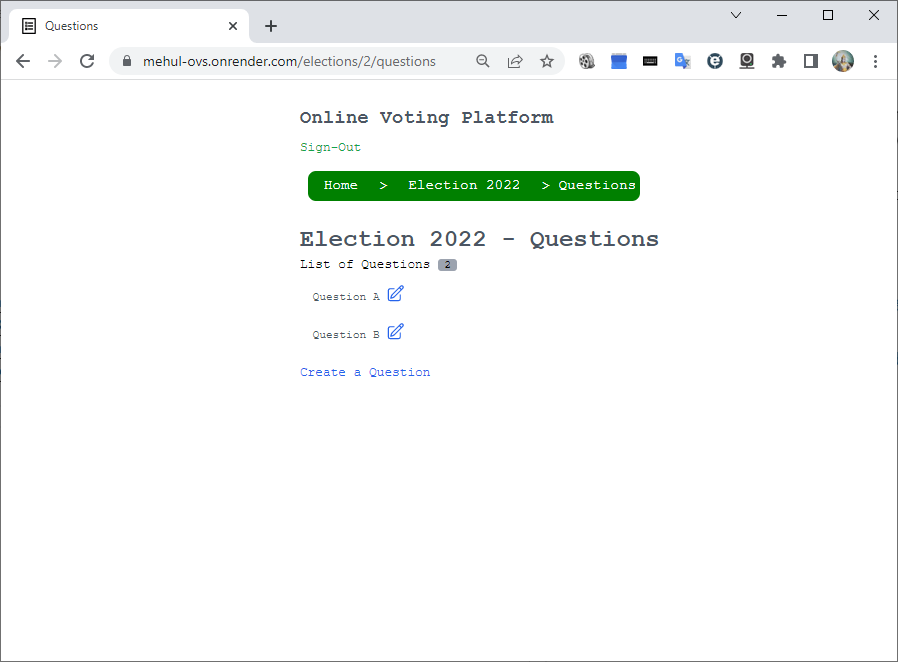 Questions
mehul-ovs.onrender.com/elections/2/questions
Online Voting Platform
Sign-Out
Home > Election 2022 > Questions
Election 2022 - Questions
List of Questions 2
Question A
Question B
Create a Question